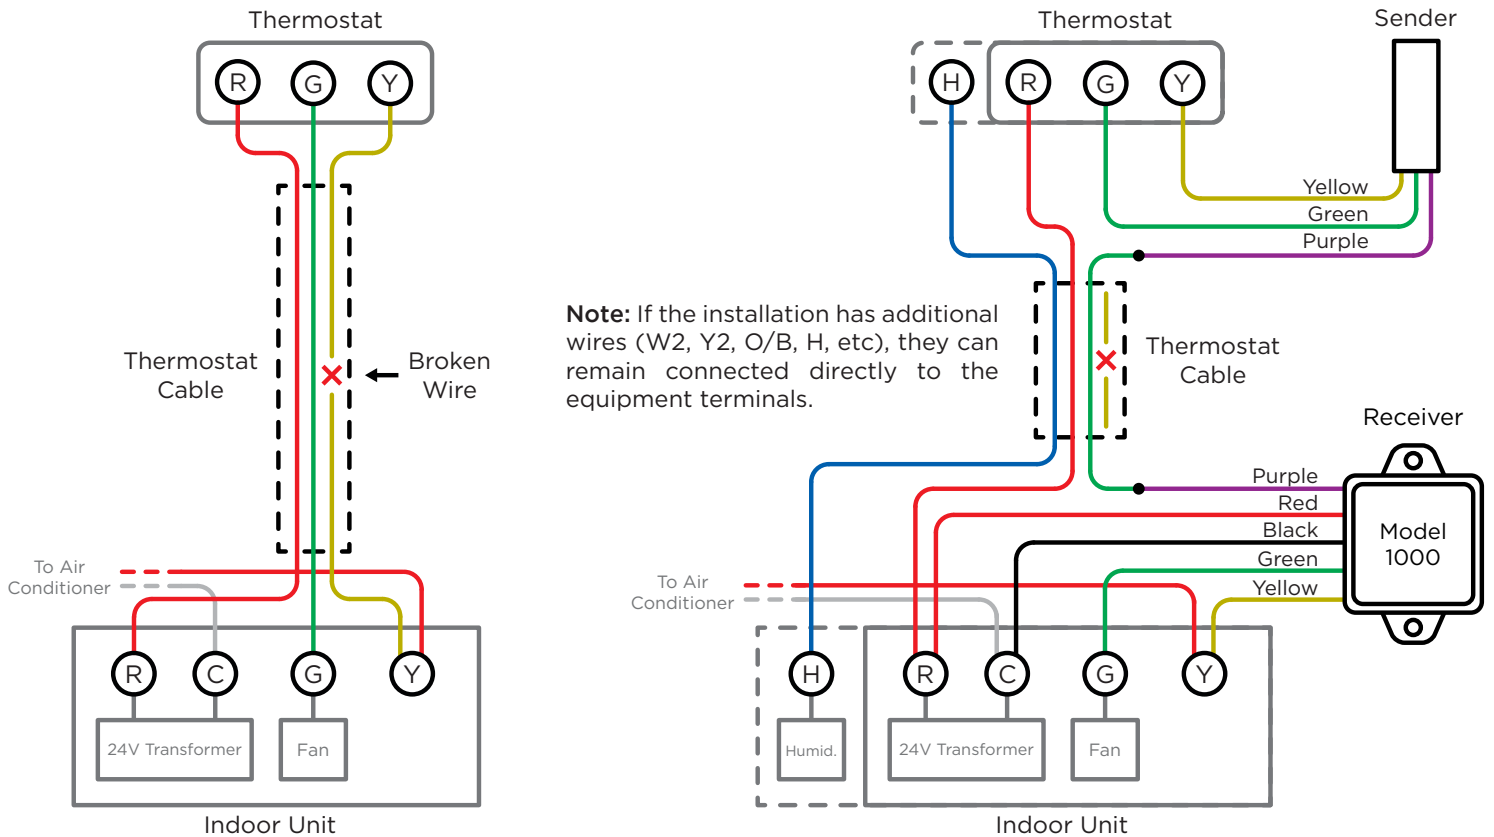 Thermostat
R
G
Y
Thermostat
Cable
Broken
Wire
To Air
Conditioner
R
C
G
Y
24V Transformer
Fan
Indoor Unit
Thermostat
Sender
H
R
G
Y
Yellow
Green
Purple
Note: If the installation has additional
wires (W2, Y2, O/B, H, etc), they can
remain connected directly to the
equipment terminals.
Thermostat
Cable
Receiver
Purple
Red
Black
Green
Yellow
Model
1000
To Air
Conditioner
H
R
C
G
Y
Humid.
24V Transformer
Fan
Indoor Unit